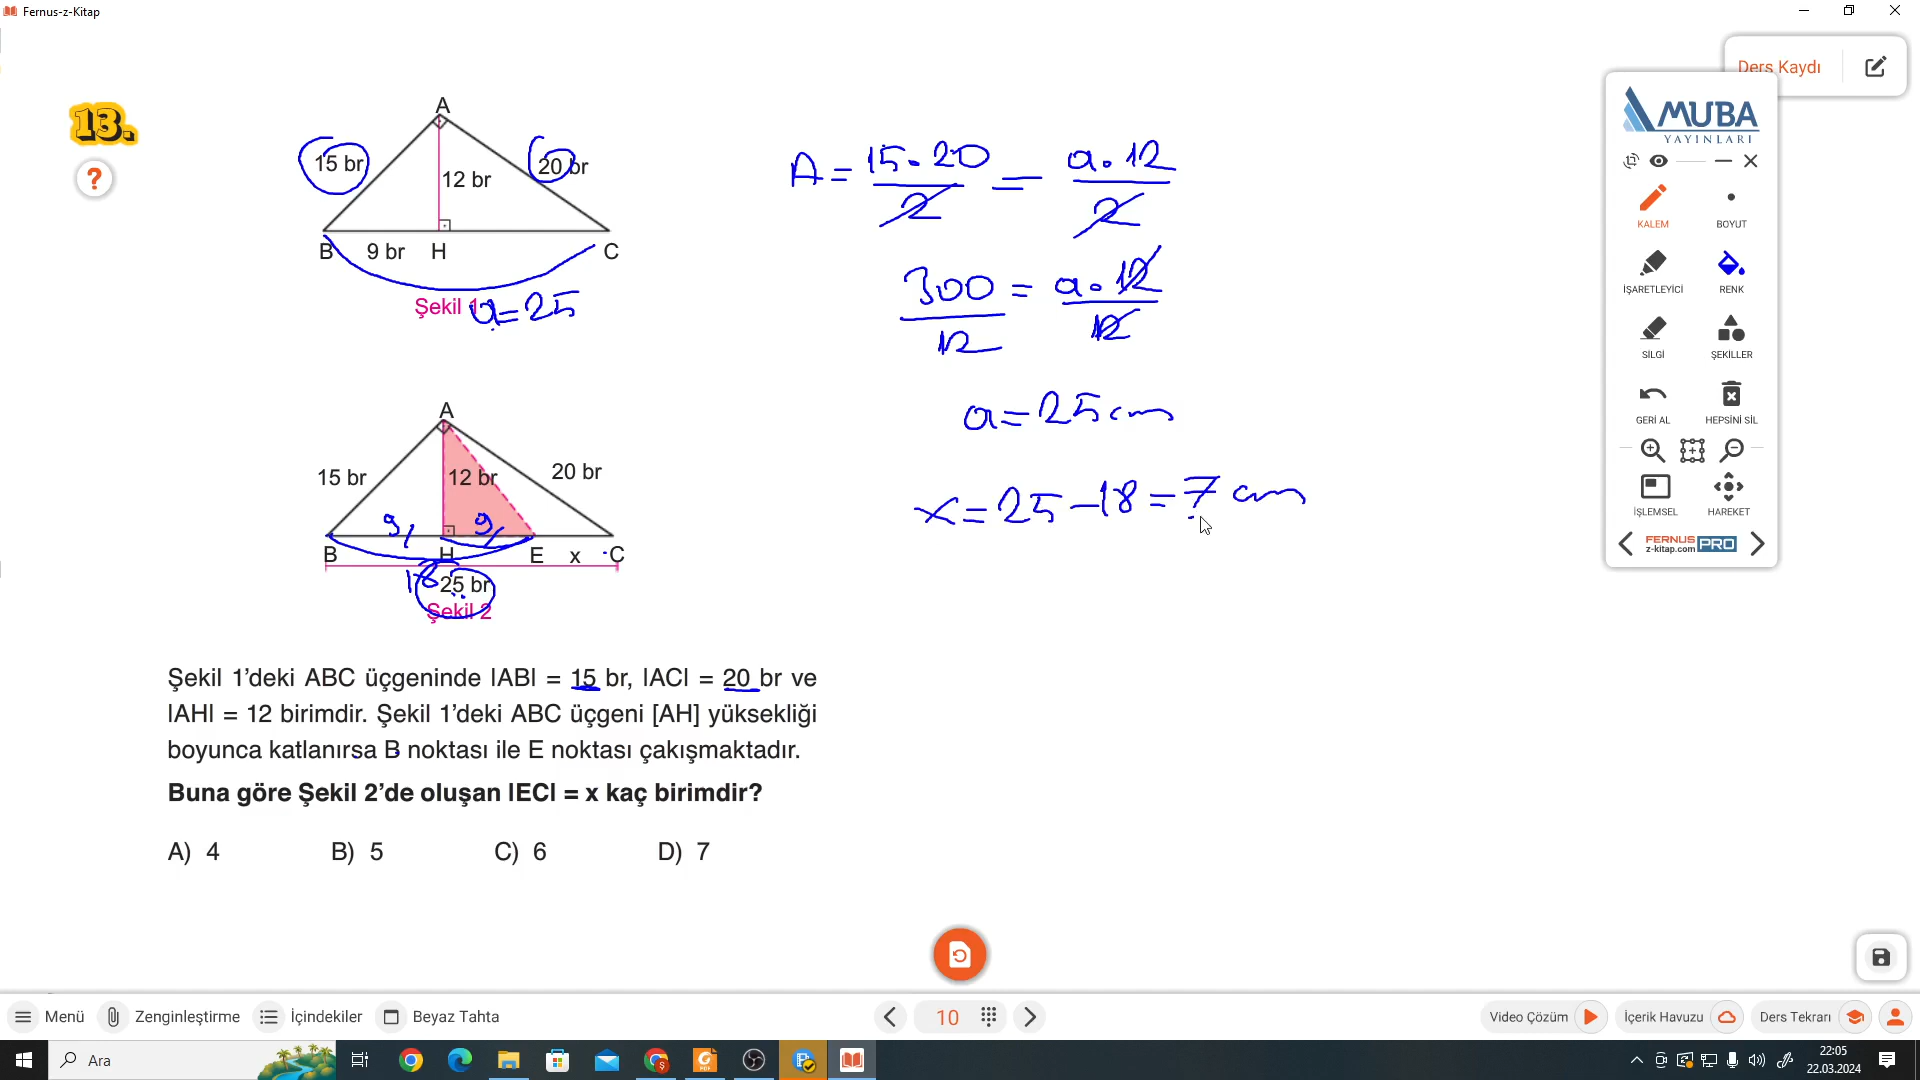 Fernus-z-Kitap
Ders Kaydı
MUBA
YAYINLARI
KALEM
BOYUT
İŞARETLEYİCİ
RENK
SİLGİ
ŞEKİLLER
GERİ AL
HEPSİNİ SİL
İŞLEMSEL
HAREKET
FERNUS
z-kitap.com PRO
13.
?
A
15 br
20 br
12 br
B 9 br H C
Şekil 1
a=25
A = 15.20 / 2 = a.12 / 2
300 / 12 = a.12 / 12
a=25 cm
x=25-18=7 cm
A
15 br
12 br
20 br
9 9
B H E x C
18
25 br
Şekil 2
Şekil 1’deki ABC üçgeninde |AB| = 15 br, |AC| = 20 br ve
|AH| = 12 birimdir. Şekil 1’deki ABC üçgeni [AH] yüksekliği
boyunca katlanırsa B noktası ile E noktası çakışmaktadır.
Buna göre Şekil 2’de oluşan |EC| = x kaç birimdir?
A) 4 B) 5 C) 6 D) 7
Menü Zenginleştirme İçindekiler Beyaz Tahta 10 Video Çözüm İçerik Havuzu Ders Tekrarı
Ara
22:05
22.03.2024